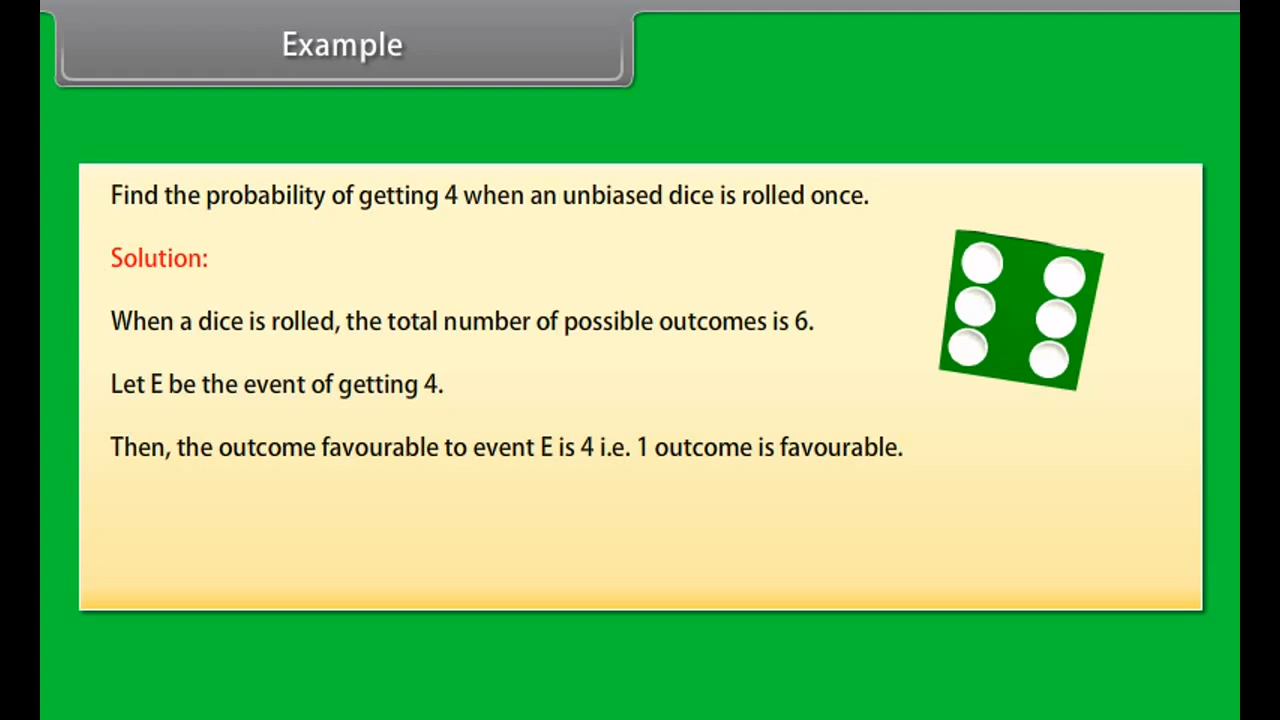 Example
Find the probability of getting 4 when an unbiased dice is rolled once.
Solution:
When a dice is rolled, the total number of possible outcomes is 6.
Let E be the event of getting 4.
Then, the outcome favourable to event E is 4 i.e. 1 outcome is favourable.